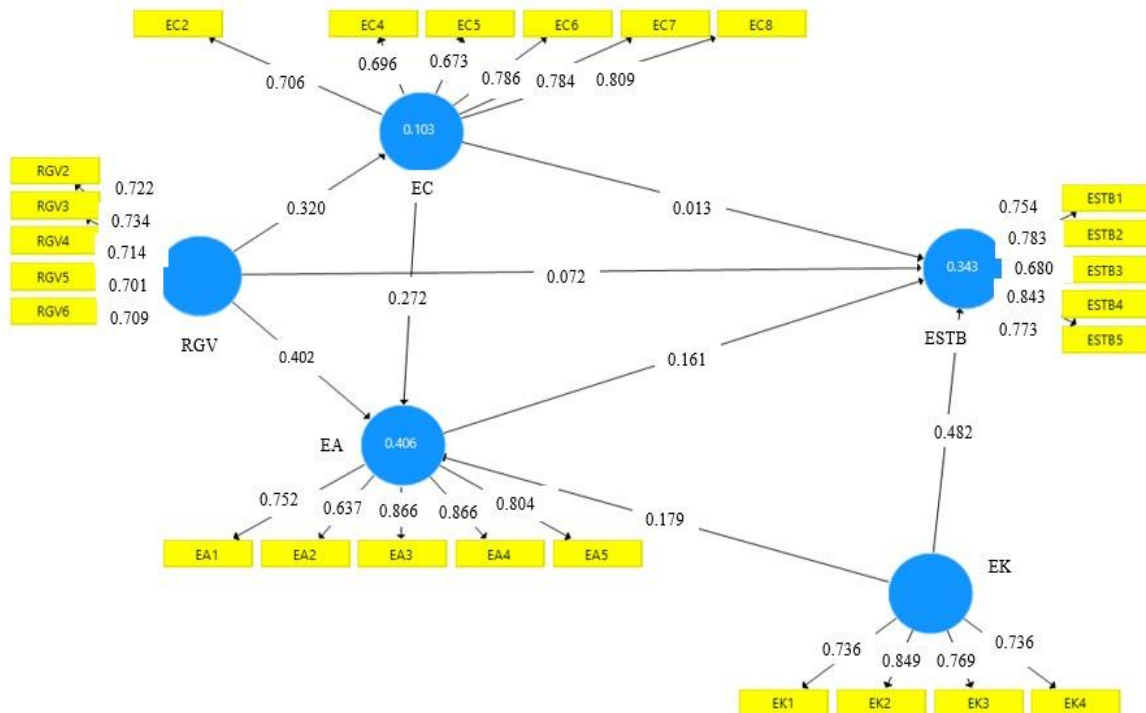 EC2 EC4 EC5 EC6 EC7 EC8
0.706 0.696 0.673 0.786 0.784 0.809
0.103
EC
RGV2
RGV3
RGV4
RGV5
RGV6
0.722
0.734
0.714
0.701
0.709
RGV
0.320
0.013
0.072
0.272
0.402
0.161
0.343
ESTB
0.754
0.783
0.680
0.843
0.773
ESTB1
ESTB2
ESTB3
ESTB4
ESTB5
EA
0.406
0.482
0.179
0.752 0.637 0.866 0.866 0.804
EA1 EA2 EA3 EA4 EA5
EK
0.736 0.849 0.769 0.736
EK1 EK2 EK3 EK4